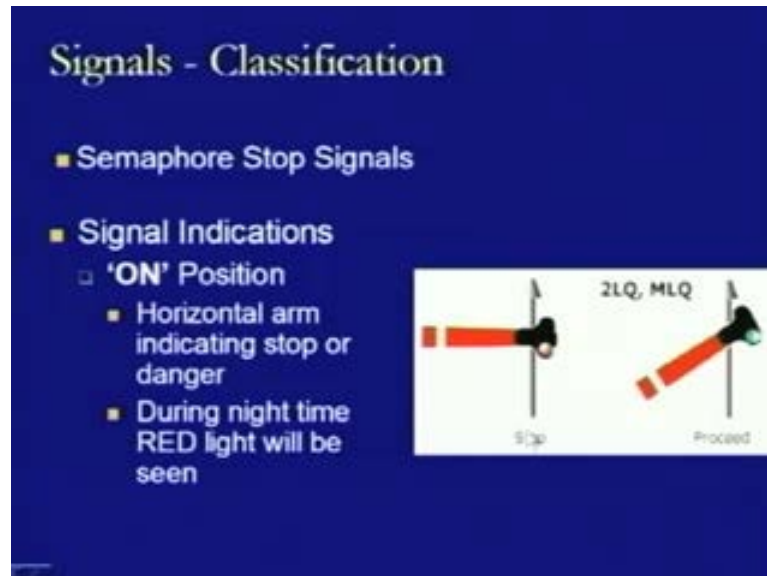 Signals - Classification
Semaphore Stop Signals
Signal Indications
'ON' Position
Horizontal arm
indicating stop or
danger
During night time
RED light will be
seen
2LQ, MLQ
Stop
Proceed